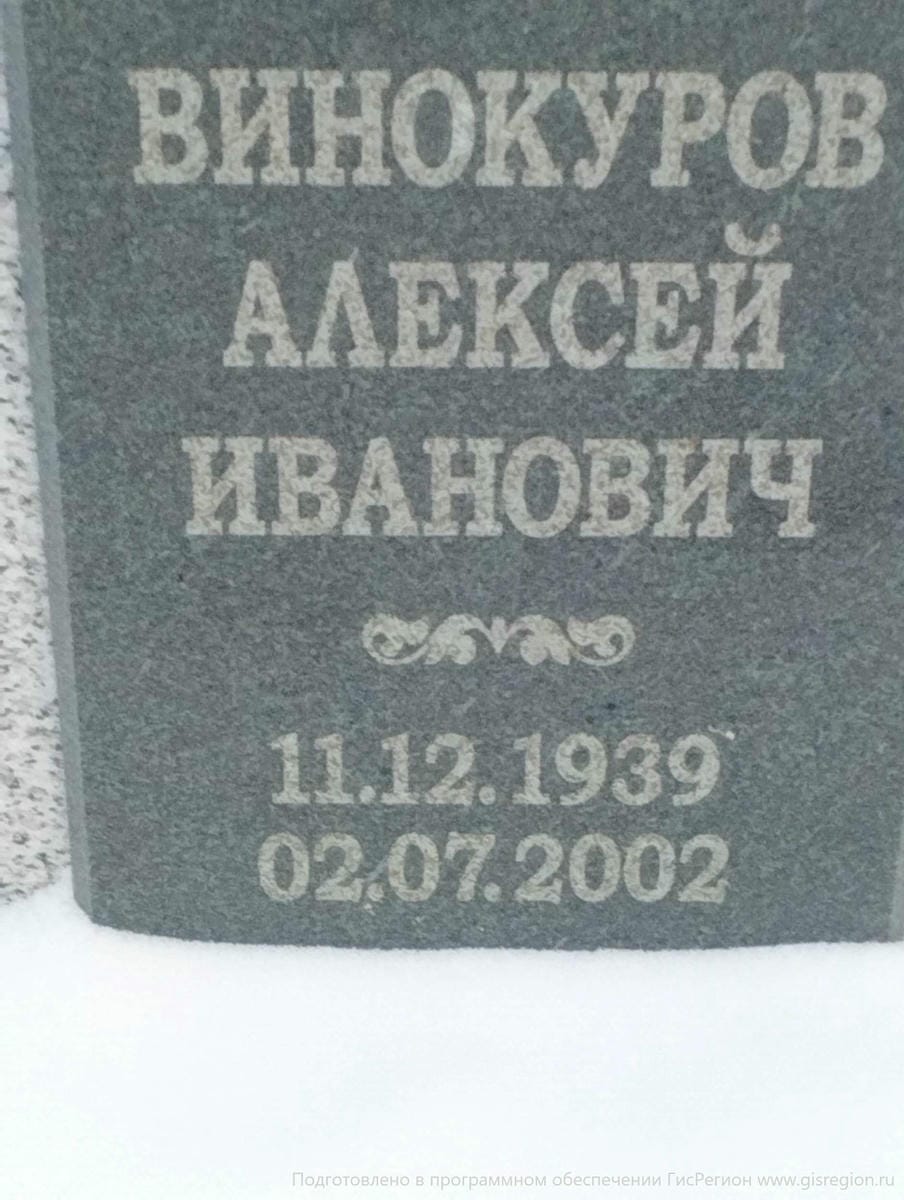 ВИНОКУРОВ
АЛЕКСЕЙ
ИВАНОВИЧ
11.12.1939
02.07.2002
Подготовлено в программном обеспечении ГисРегион www.gisregion.ru